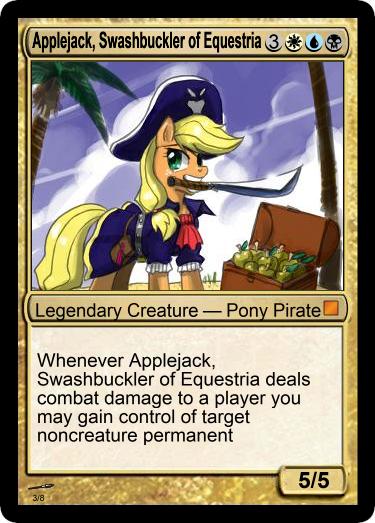 Applejack, Swashbuckler of Equestria 3
Legendary Creature — Pony Pirate
Whenever Applejack,
Swashbuckler of Equestria deals
combat damage to a player you
may gain control of target
noncreature permanent
5/5
3/8